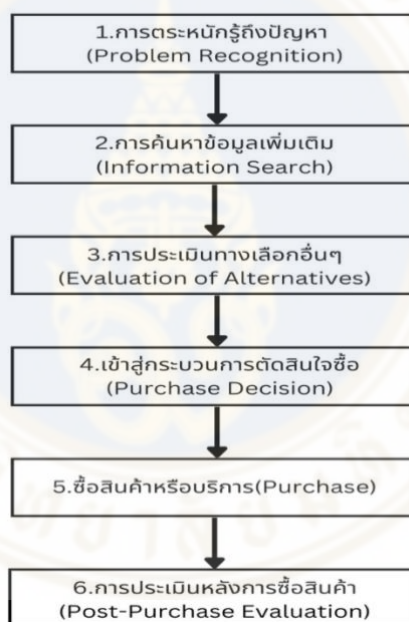 1.การตระหนักรู้ถึงปัญหา
(Problem Recognition)
2.การค้นหาข้อมูลเพิ่มเติม
(Information Search)
3.การประเมินทางเลือกอื่นๆ
(Evaluation of Alternatives)
4.เข้าสู่กระบวนการตัดสินใจซื้อ
(Purchase Decision)
5.ซื้อสินค้าหรือบริการ(Purchase)
6.การประเมินหลังการซื้อสินค้า
(Post-Purchase Evaluation)